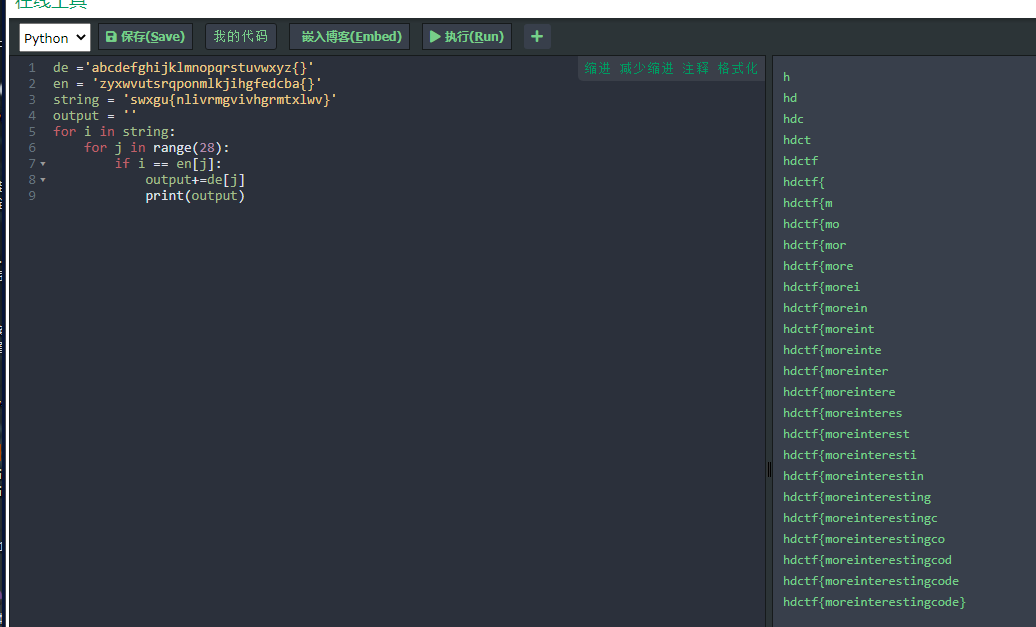 在线工具
Python 保存(Save) 我的代码 嵌入博客(Embed) 执行(Run) +
缩进 减少缩进 注释 格式化
1 de ='abcdefghijklmnopqrstuvwxyz{}'
2 en = 'zyxwvutsrqponmlkjihgfedcba{}'
3 string = 'swxgu{nlivrmgvivhgrmtxlwv}'
4 output = ''
5 for i in string:
6     for j in range(28):
7         if i == en[j]:
8             output+=de[j]
9             print(output)
h
hd
hdc
hdct
hdctf
hdctf{
hdctf{m
hdctf{mo
hdctf{mor
hdctf{more
hdctf{morei
hdctf{morein
hdctf{moreint
hdctf{moreinte
hdctf{moreinter
hdctf{moreintere
hdctf{moreinteres
hdctf{moreinterest
hdctf{moreinteresti
hdctf{moreinterestin
hdctf{moreinteresting
hdctf{moreinterestingc
hdctf{moreinterestingco
hdctf{moreinterestingcod
hdctf{moreinterestingcode
hdctf{moreinterestingcode}